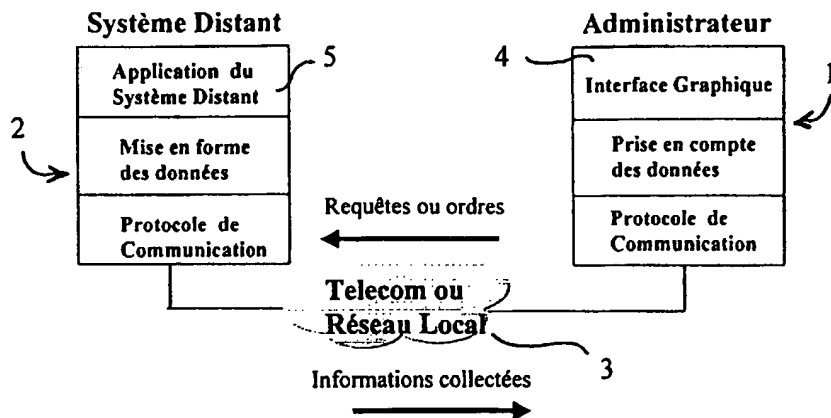 Système Distant
Administrateur
5
4
1
2
Application du
Système Distant
Interface Graphique
Mise en forme
des données
Prise en compte
des données
Protocole de
Communication
Protocole de
Communication
Requêtes ou ordres
Telecom ou
Réseau Local
3
Informations collectées